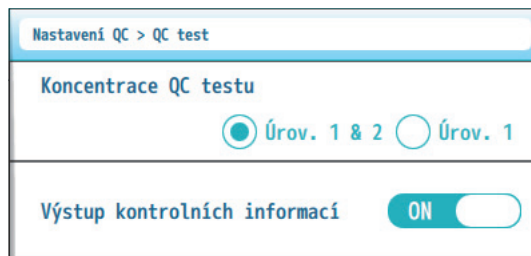 Nastavení QC > QC test
Koncentrace QC testu
Úrov. 1 & 2 Úrov. 1
Výstup kontrolních informací ON